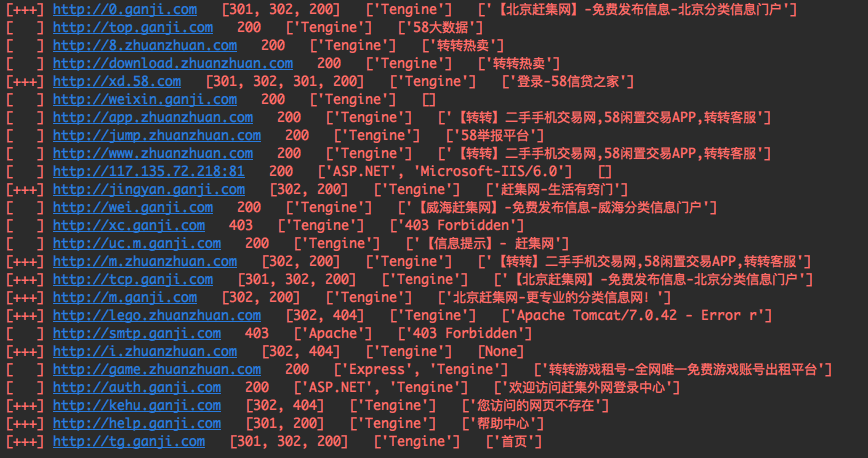 [+++] http://0.ganji.com   [301, 302, 200]   ['Tengine']   ['【北京赶集网】-免费发布信息-北京分类信息门户']
[   ] http://top.ganji.com   200   ['Tengine']   ['58大数据']
[   ] http://8.zhuanzhuan.com   200   ['Tengine']   ['转转热卖']
[   ] http://download.zhuanzhuan.com   200   ['Tengine']   ['转转热卖']
[+++] http://xd.58.com   [301, 302, 301, 200]   ['Tengine']   ['登录-58信贷之家']
[   ] http://weixin.ganji.com   200   ['Tengine']   []
[   ] http://app.zhuanzhuan.com   200   ['Tengine']   ['【转转】二手手机交易网,58闲置交易APP,转转客服']
[   ] http://jump.zhuanzhuan.com   200   ['Tengine']   ['58举报平台']
[   ] http://www.zhuanzhuan.com   200   ['Tengine']   ['【转转】二手手机交易网,58闲置交易APP,转转客服']
[   ] http://117.135.72.218:81   200   ['ASP.NET', 'Microsoft-IIS/6.0']   []
[+++] http://jingyan.ganji.com   [302, 200]   ['Tengine']   ['赶集网-生活有窍门']
[   ] http://wei.ganji.com   200   ['Tengine']   ['【威海赶集网】-免费发布信息-威海分类信息门户']
[   ] http://xc.ganji.com   403   ['Tengine']   ['403 Forbidden']
[   ] http://uc.m.ganji.com   200   ['Tengine']   ['【信息提示】- 赶集网']
[+++] http://m.zhuanzhuan.com   [302, 200]   ['Tengine']   ['【转转】二手手机交易网,58闲置交易APP,转转客服']
[+++] http://tcp.ganji.com   [301, 302, 200]   ['Tengine']   ['【北京赶集网】-免费发布信息-北京分类信息门户']
[+++] http://m.ganji.com   [302, 200]   ['Tengine']   ['北京赶集网-更专业的分类信息网！']
[+++] http://lego.zhuanzhuan.com   [302, 404]   ['Tengine']   ['Apache Tomcat/7.0.42 - Error r']
[   ] http://smtp.ganji.com   403   ['Apache']   ['403 Forbidden']
[+++] http://i.zhuanzhuan.com   [302, 404]   ['Tengine']   [None]
[   ] http://game.zhuanzhuan.com   200   ['Express', 'Tengine']   ['转转游戏租号-全网唯一免费游戏账号出租平台']
[   ] http://auth.ganji.com   200   ['ASP.NET', 'Tengine']   ['欢迎访问赶集外网登录中心']
[+++] http://kehu.ganji.com   [302, 404]   ['Tengine']   ['您访问的网页不存在']
[+++] http://help.ganji.com   [301, 200]   ['Tengine']   ['帮助中心']
[+++] http://tg.ganji.com   [301, 302, 200]   ['Tengine']   ['首页']